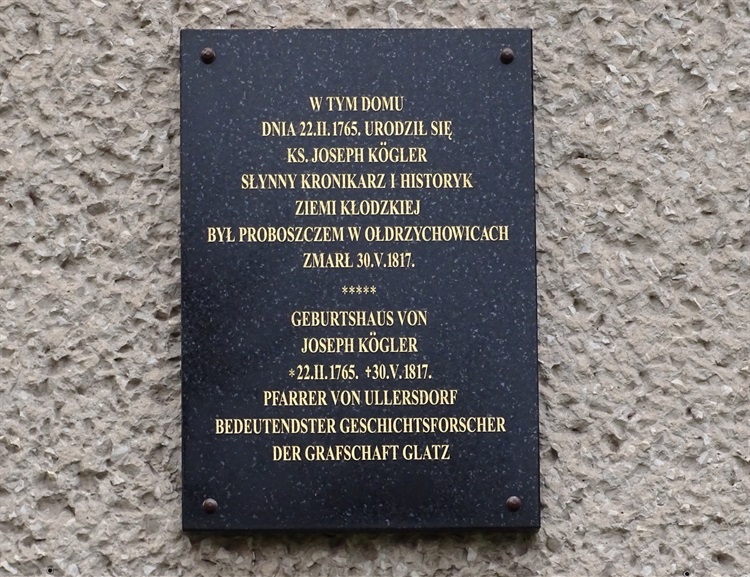 W TYM DOMU
DNIA 22.II.1765. URODZIŁ SIĘ
KS. JOSEPH KÖGLER
SŁYNNY KRONIKARZ I HISTORYK
ZIEMI KŁODZKIEJ
BYŁ PROBOSZCZEM W OŁDRZYCHOWICACH
ZMARŁ 30.V.1817.
*****
GEBURTSHAUS VON
JOSEPH KÖGLER
*22.II.1765. †30.V.1817.
PFARRER VON ULLERSDORF
BEDEUTENDSTER GESCHICHTSFORSCHER
DER GRAFSCHAFT GLATZ